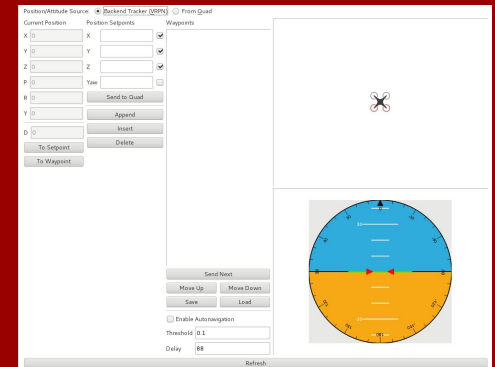 Position/Attitude Source: Backend Tracker (VRPN) From Quad
Current Position Position Setpoints Waypoints
X 0 X
Y 0 Y
Z 0 Z
P 0 Yaw
R 0 Send to Quad
Y 0 Append
Insert
D 0
Delete
To Setpoint
To Waypoint
Send Next
Move Up Move Down
Save Load
Enable Autonavigation
Threshold 0.1
Delay 88
Refresh